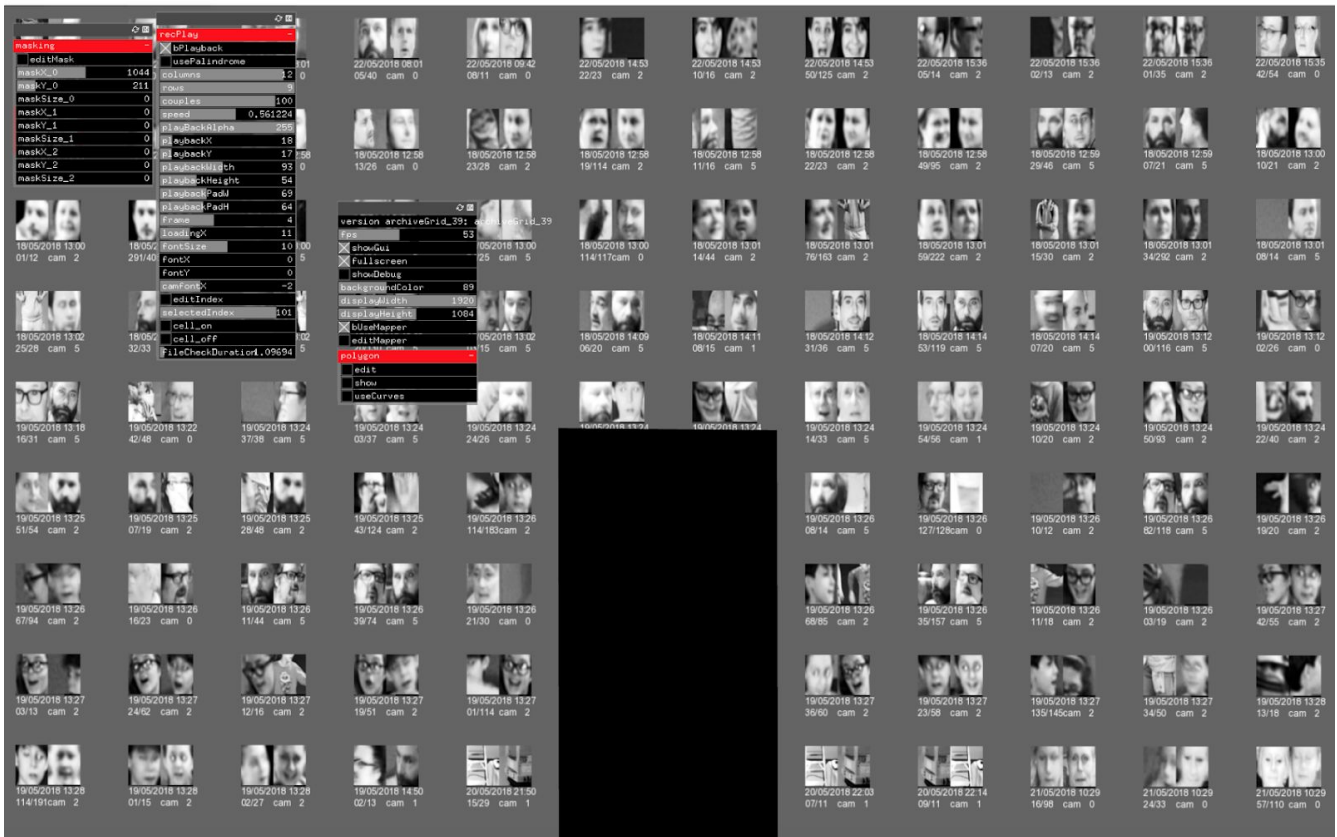 masking -
editMask
maskX_0 1044
maskY_0 211
maskSize_0 0
maskX_1 0
maskY_1 0
maskSize_1 0
maskX_2 0
maskY_2 0
maskSize_2 0
recPlay -
bPlayback
usePalindrome
columns 12
rows 9
couples 100
speed 0.561224
playBackAlpha 255
playbackX 18
playbackY 17
playbackWidth 93
playbackHeight 54
playbackPadW 69
playbackPadH 64
frame 4
loadingX 11
fontSize 10
fontX 0
fontY 0
camfontX -2
editIndex
selectedIndex 101
cell_on
cell_off
FileCheckDuration1.09694
version archiveGrid_39: archiveGrid_39
fps 53
showGui
fullscreen
showDebug
backgroundColor 89
displayWidth 1920
displayHeight 1084
bUseMapper
editMapper
polygon -
edit
show
useCurves
22/05/2018 08:01 22/05/2018 09:42 22/05/2018 14:53 22/05/2018 14:53 22/05/2018 14:53 22/05/2018 15:36 22/05/2018 15:36 22/05/2018 15:36 22/05/2018 15:35
05/40 cam 0 08/11 cam 0 22/23 cam 2 10/16 cam 2 50/125 cam 2 05/14 cam 2 02/13 cam 2 01/35 cam 2 42/54 cam 0
18/05/2018 12:58 18/05/2018 12:58 18/05/2018 12:58 18/05/2018 12:58 18/05/2018 12:58 18/05/2018 12:58 18/05/2018 12:59 18/05/2018 12:59 18/05/2018 13:00
13/26 cam 0 23/28 cam 2 19/114 cam 2 11/16 cam 5 22/23 cam 2 49/95 cam 2 29/46 cam 5 07/21 cam 5 10/21 cam 2
18/05/2018 13:00 18/05/2 :00 /05/2018 13:00 18/05/2018 13:00 18/05/2018 13:01 18/05/2018 13:01 18/05/2018 13:01 18/05/2018 13:01 18/05/2018 13:01 18/05/2018 13:01
01/12 cam 2 291/40 5 /25 cam 5 114/117cam 0 14/44 cam 2 76/163 cam 2 59/222 cam 2 15/30 cam 2 34/292 cam 2 08/14 cam 5
18/05/2018 13:02 18/05/2 :02 18/05/2018 14:09 18/05/2018 14:11 18/05/2018 14:12 18/05/2018 14:14 18/05/2018 14:14 19/05/2018 13:12 19/05/2018 13:12
25/28 cam 5 32/33 5 /15 cam 5 06/20 cam 5 08/15 cam 1 31/36 cam 5 53/119 cam 5 07/20 cam 5 00/116 cam 5 02/26 cam 0
19/05/2018 13:18 19/05/2018 13:22 19/05/2018 13:24 19/05/2018 13:24 19/05/2018 13:24 19/05/2018 13:24 19/05/2018 13:24 19/05/2018 13:24 19/05/2018 13:24 19/05/2018 13:24 19/05/2018 13:24 19/05/2018 13:24
16/31 cam 5 42/48 cam 0 37/38 cam 5 03/37 cam 5 24/26 cam 5 14/33 cam 5 54/56 cam 1 10/20 cam 2 50/93 cam 2 22/40 cam 2
19/05/2018 13:25 19/05/2018 13:25 19/05/2018 13:25 19/05/2018 13:25 19/05/2018 13:26 19/05/2018 13:26 19/05/2018 13:26 19/05/2018 13:26 19/05/2018 13:26 19/05/2018 13:26
51/54 cam 2 07/19 cam 2 28/48 cam 2 43/124 cam 2 114/183cam 2 08/14 cam 5 127/128cam 0 10/12 cam 2 82/118 cam 5 19/20 cam 2
19/05/2018 13:26 19/05/2018 13:26 19/05/2018 13:26 19/05/2018 13:26 19/05/2018 13:26 19/05/2018 13:26 19/05/2018 13:26 19/05/2018 13:26 19/05/2018 13:26 19/05/2018 13:27
67/94 cam 2 16/23 cam 0 11/44 cam 5 39/74 cam 5 21/30 cam 0 68/85 cam 2 35/157 cam 5 11/18 cam 2 03/19 cam 2 42/55 cam 2
19/05/2018 13:27 19/05/2018 13:27 19/05/2018 13:27 19/05/2018 13:27 19/05/2018 13:27 19/05/2018 13:27 19/05/2018 13:27 19/05/2018 13:27 19/05/2018 13:27 19/05/2018 13:28
03/13 cam 2 24/62 cam 2 12/16 cam 2 19/51 cam 2 01/114 cam 2 36/60 cam 2 23/58 cam 2 135/145cam 2 34/50 cam 2 13/18 cam 2
19/05/2018 13:28 19/05/2018 13:28 19/05/2018 13:28 19/05/2018 14:50 20/05/2018 21:50 20/05/2018 22:03 20/05/2018 22:14 21/05/2018 10:29 21/05/2018 10:29 21/05/2018 10:29
114/191cam 2 01/15 cam 2 02/27 cam 2 02/13 cam 1 15/29 cam 1 07/11 cam 1 09/11 cam 1 16/98 cam 0 24/33 cam 0 57/110 cam 0